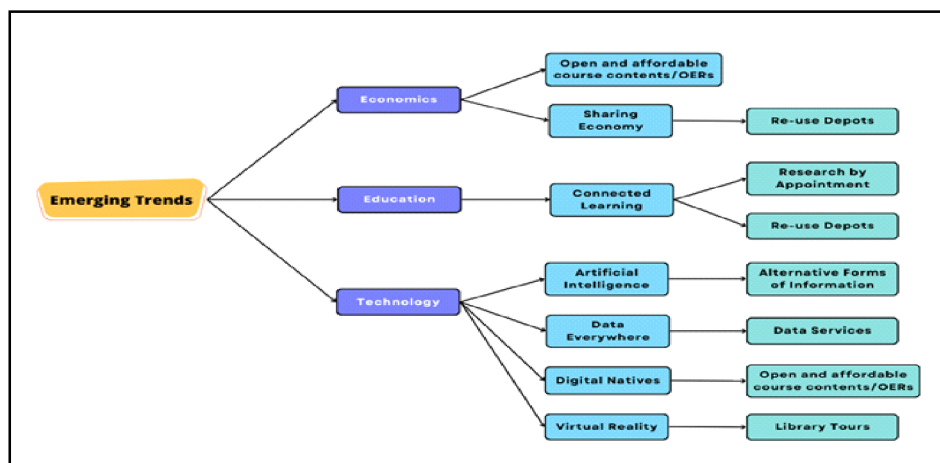 Emerging Trends
Economics
Open and affordable
course contents/OERs
Sharing
Economy
Re-use Depots
Education
Connected
Learning
Research by
Appointment
Re-use Depots
Technology
Artificial
Intelligence
Alternative Forms
of Information
Data
Everywhere
Data Services
Digital Natives
Open and affordable
course contents/OERs
Virtual Reality
Library Tours